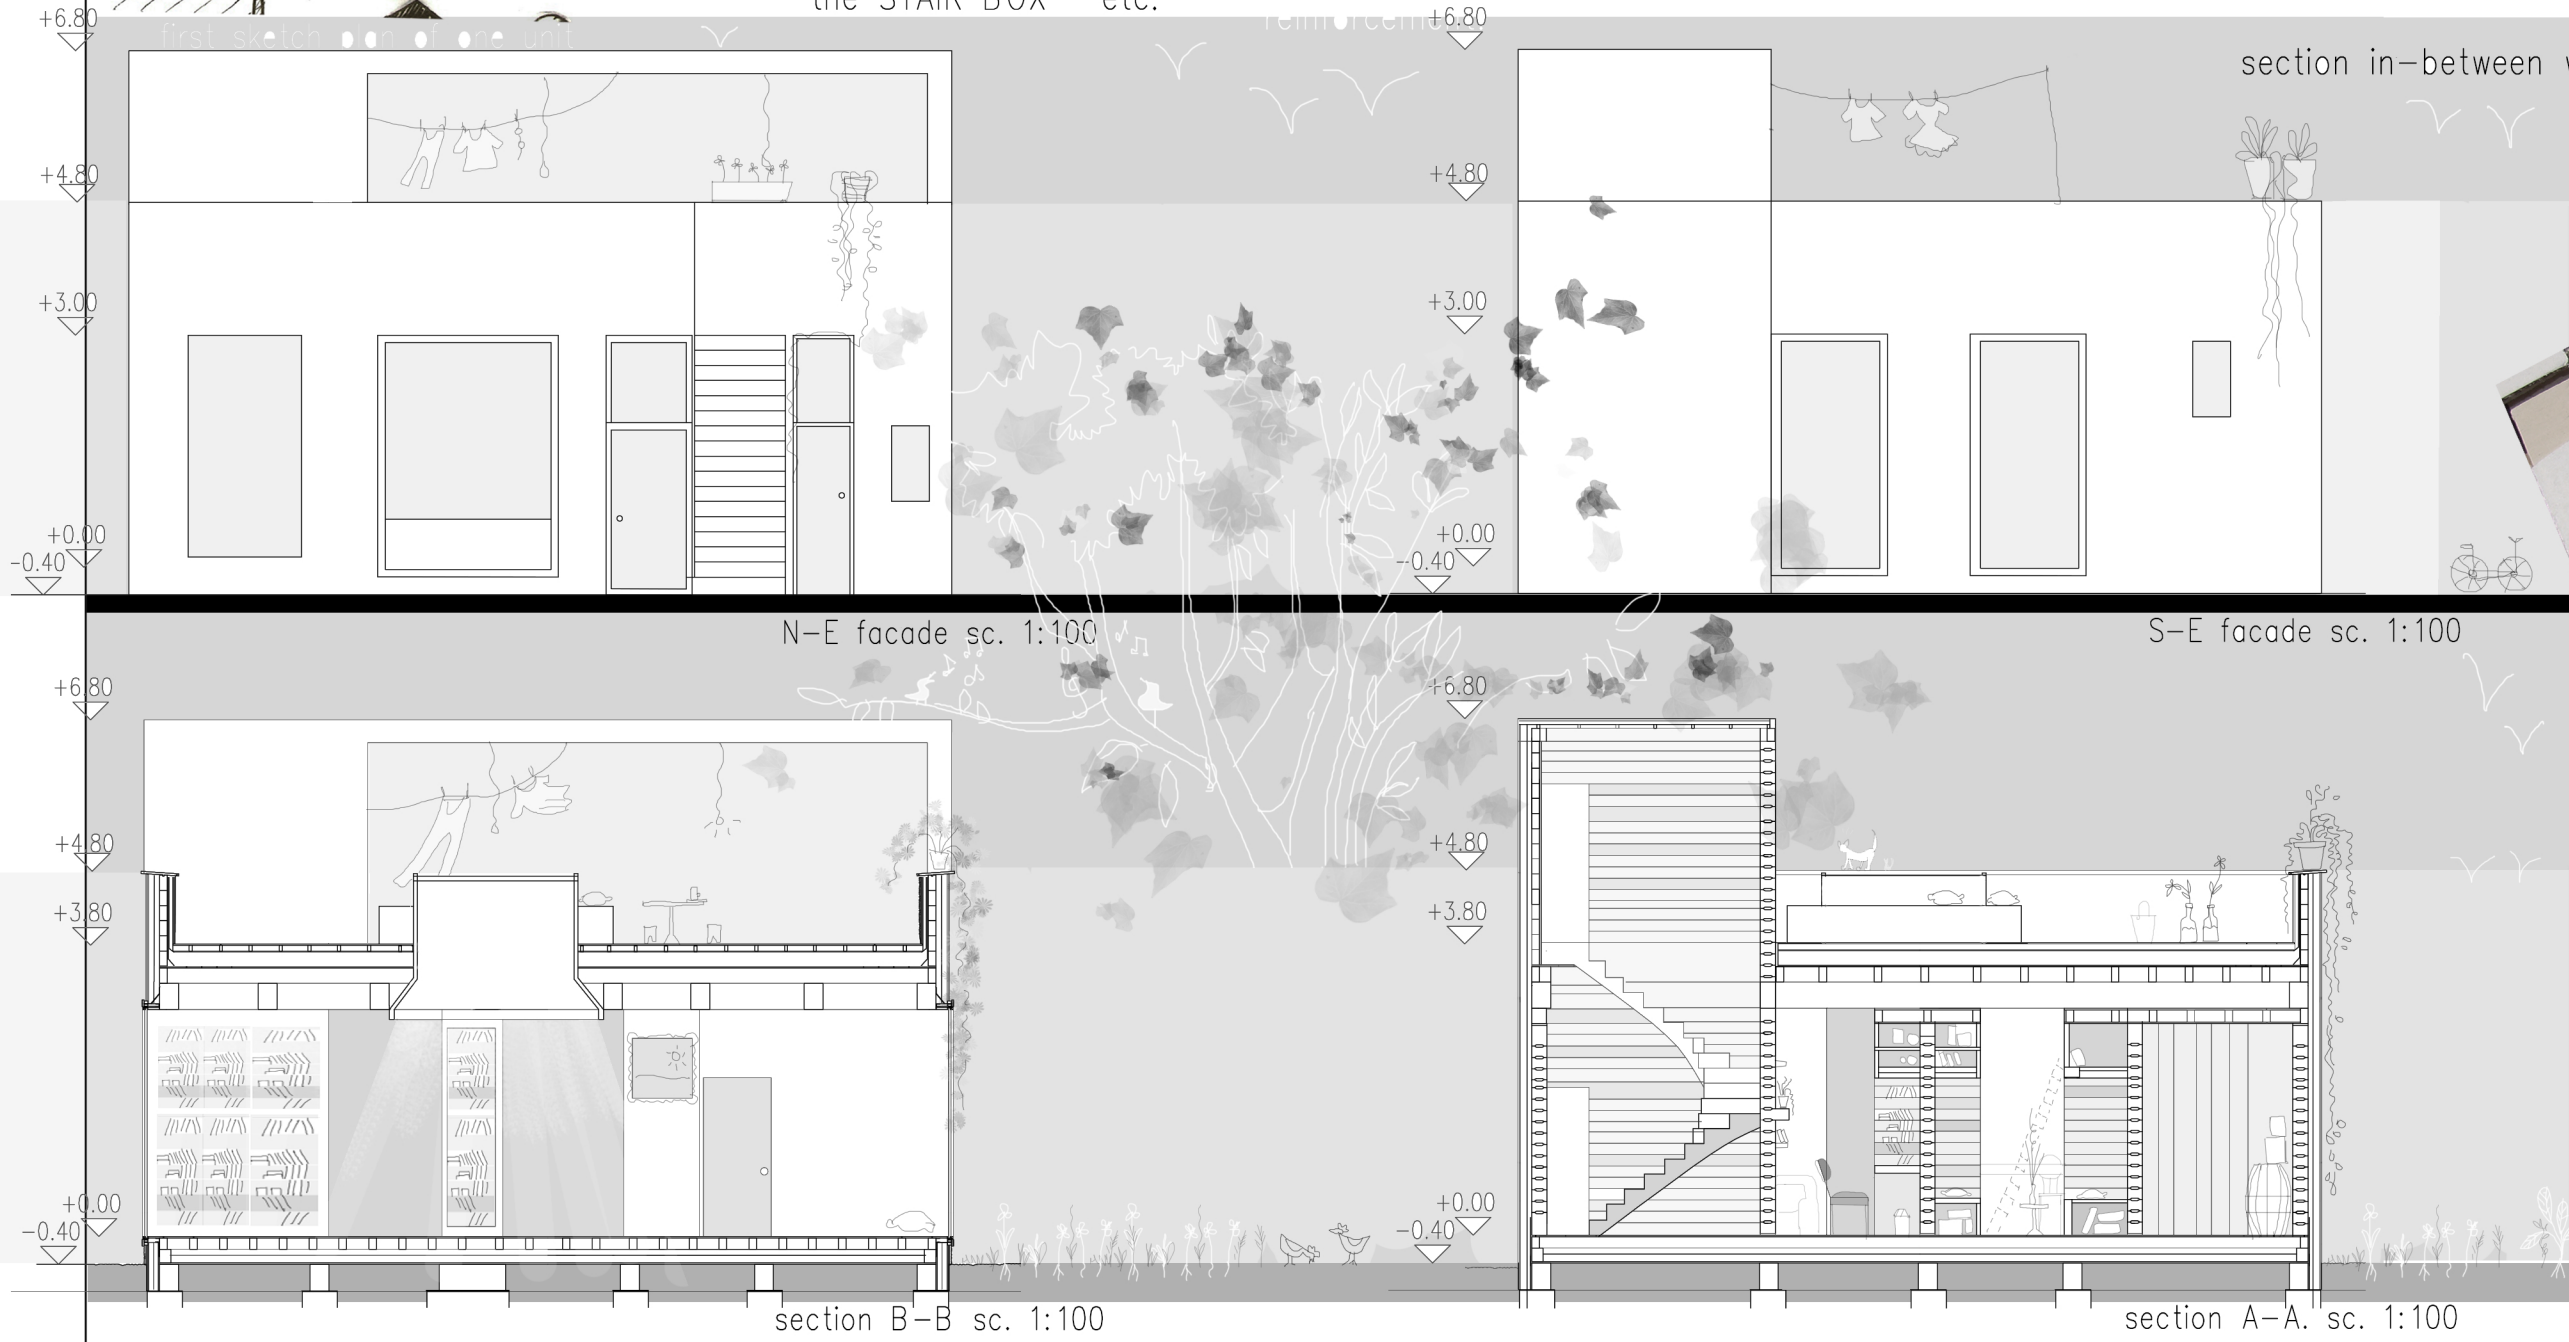 the STAIR BOX etc.
first sketch plan of one unit
reinforcement
section in-between
+6.80
+4.80
+3.00
+0.00
-0.40
+6.80
+4.80
+3.00
+0.00
-0.40
N-E facade sc. 1:100
S-E facade sc. 1:100
+6.80
+4.80
+3.80
+0.00
-0.40
+6.80
+4.80
+3.80
+0.00
-0.40
section B-B sc. 1:100
section A-A. sc. 1:100